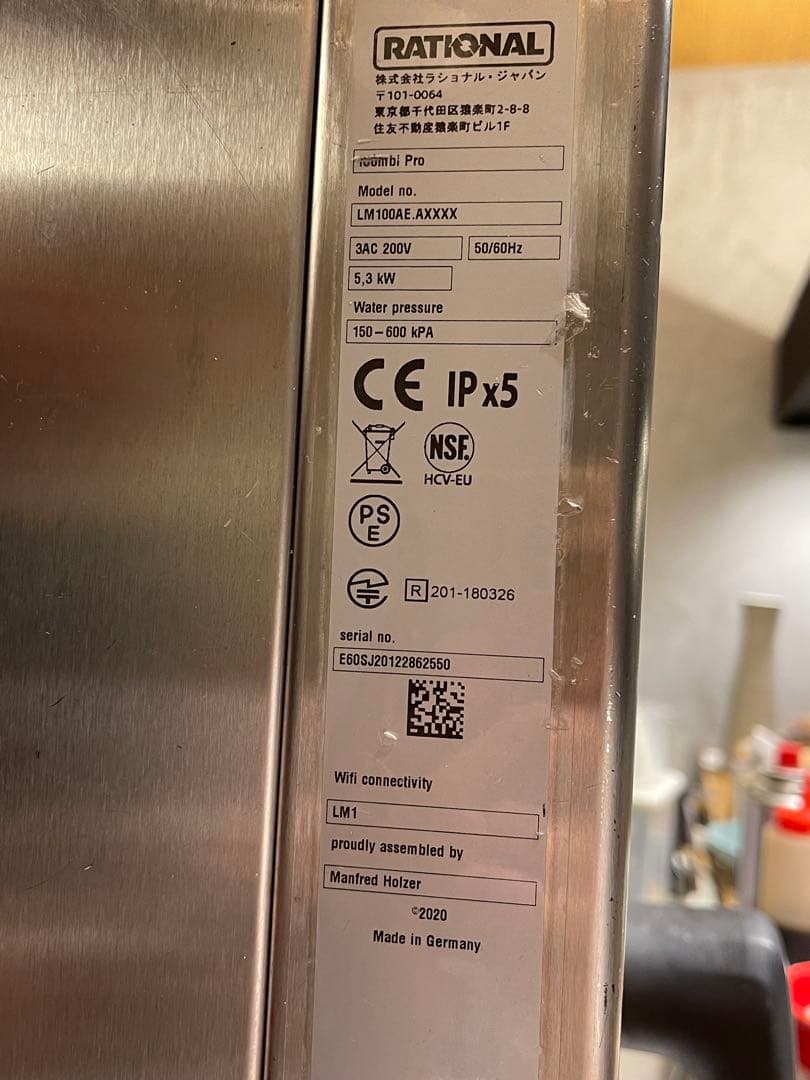 RATIONAL
株式会社ラショナル・ジャパン
〒101-0064
東京都千代田区猿楽町2-8-8
住友不動産猿楽町ビル1F
iCombi Pro
Model no.
LM100AE.AXXXX
3AC 200V 50/60Hz
5,3 kW
Water pressure
150–600 kPA
CE IPx5
NSF.
HCV-EU
PS
E
R 201-180326
serial no.
E60SJ20122862550
Wifi connectivity
LM1
proudly assembled by
Manfred Holzer
©2020
Made in Germany